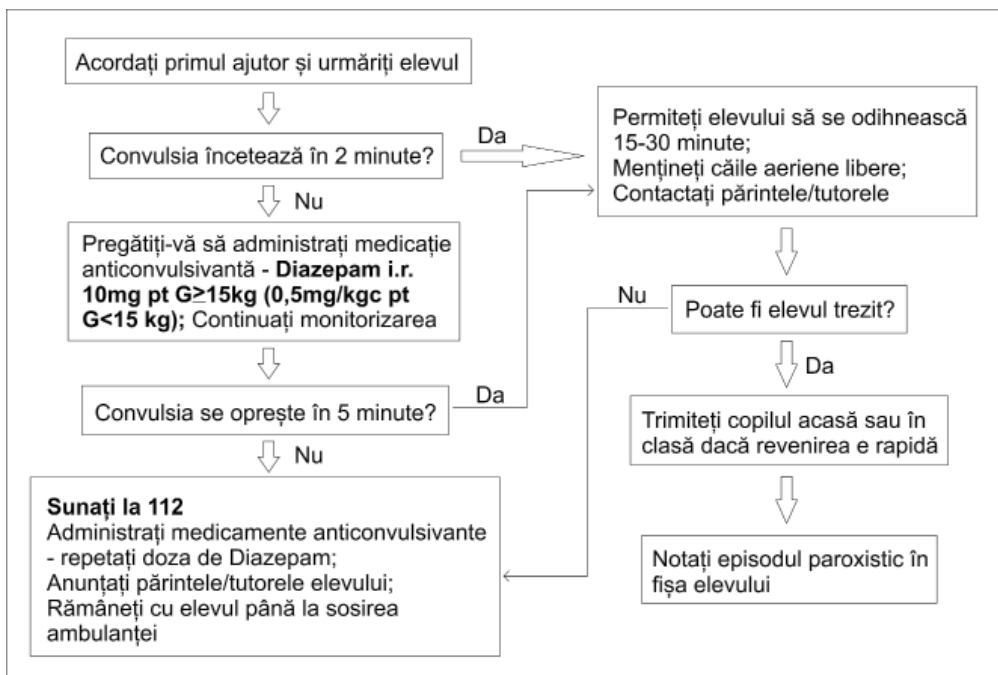 Acordați primul ajutor și urmăriți elevul
Convulsia încetează în 2 minute?
Da
Nu
Pregătiți-vă să administrați medicație
anticonvulsivantă - Diazepam i.r.
10mg pt G≥15kg (0,5mg/kgc pt
G<15 kg); Continuați monitorizarea
Convulsia se oprește în 5 minute?
Da
Nu
Sunați la 112
Administrați medicamente anticonvulsivante
- repetați doza de Diazepam;
Anunțați părintele/tutorele elevului;
Rămâneți cu elevul până la sosirea
ambulanței
Permiteți elevului să se odihnească
15-30 minute;
Mențineți căile aeriene libere;
Contactați părintele/tutorele
Nu
Poate fi elevul trezit?
Da
Trimiteți copilul acasă sau în
clasă dacă revenirea e rapidă
Notați episodul paroxistic în
fișa elevului